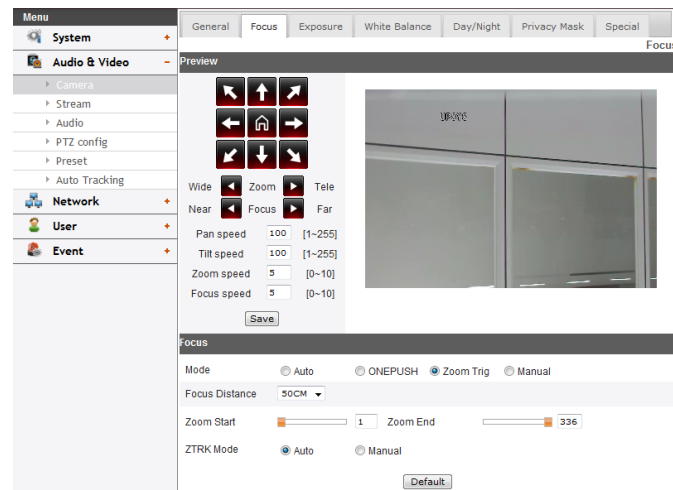 Menu
System +
Audio & Video -
Camera
Stream
Audio
PTZ config
Preset
Auto Tracking
Network +
User +
Event +
General Focus Exposure White Balance Day/Night Privacy Mask Special
Focus
Preview
Wide Zoom Tele
Near Focus Far
Pan speed 100 [1~255]
Tilt speed 100 [1~255]
Zoom speed 5 [0~10]
Focus speed 5 [0~10]
Save
Focus
Mode Auto ONEPUSH Zoom Trig Manual
Focus Distance 50CM
Zoom Start 1 Zoom End 336
ZTRK Mode Auto Manual
Default